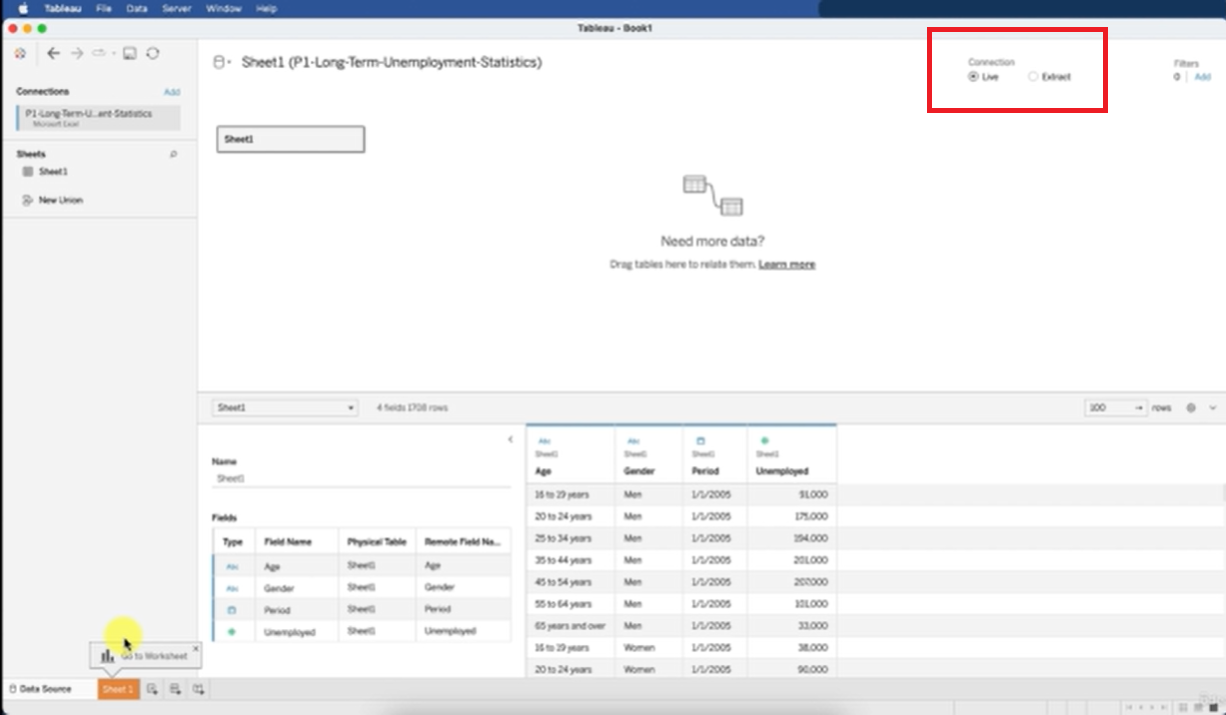 Tableau File Data Server Window Help
Tableau - Book1
Connections Add
P1-Long-Term-U...ent-Statistics
Microsoft Excel
Sheets
Sheet1
New Union
Sheet1 (P1-Long-Term-Unemployment-Statistics)
Connection
Live Extract
Filters
0 | Add
Sheet1
Need more data?
Drag tables here to relate them. Learn more
Sheet1 4 fields 1708 rows
100 → rows
Name
Sheet1
Fields
Type Field Name Physical Table Remote Field Na...
Abc Age Sheet1 Age
Abc Gender Sheet1 Gender
Period Sheet1 Period
Unemployed Sheet1 Unemployed
Abc Abc
Sheet1 Sheet1 Sheet1 Sheet1
Age Gender Period Unemployed
16 to 19 years Men 1/1/2005 91,000
20 to 24 years Men 1/1/2005 175,000
25 to 34 years Men 1/1/2005 194,000
35 to 44 years Men 1/1/2005 201,000
45 to 54 years Men 1/1/2005 207,000
55 to 64 years Men 1/1/2005 101,000
65 years and over Men 1/1/2005 33,000
16 to 19 years Women 1/1/2005 38,000
20 to 24 years Women 1/1/2005 90,000
Go to Worksheet
Data Source Sheet 1